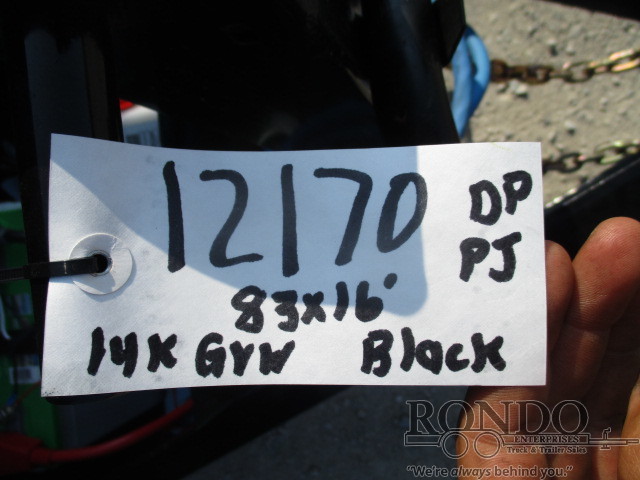 12170 DP
PJ
83x16'
14K GVW Black
RONDO
ENTERPRISES
Truck & Trailer Sales
"We're always behind you."